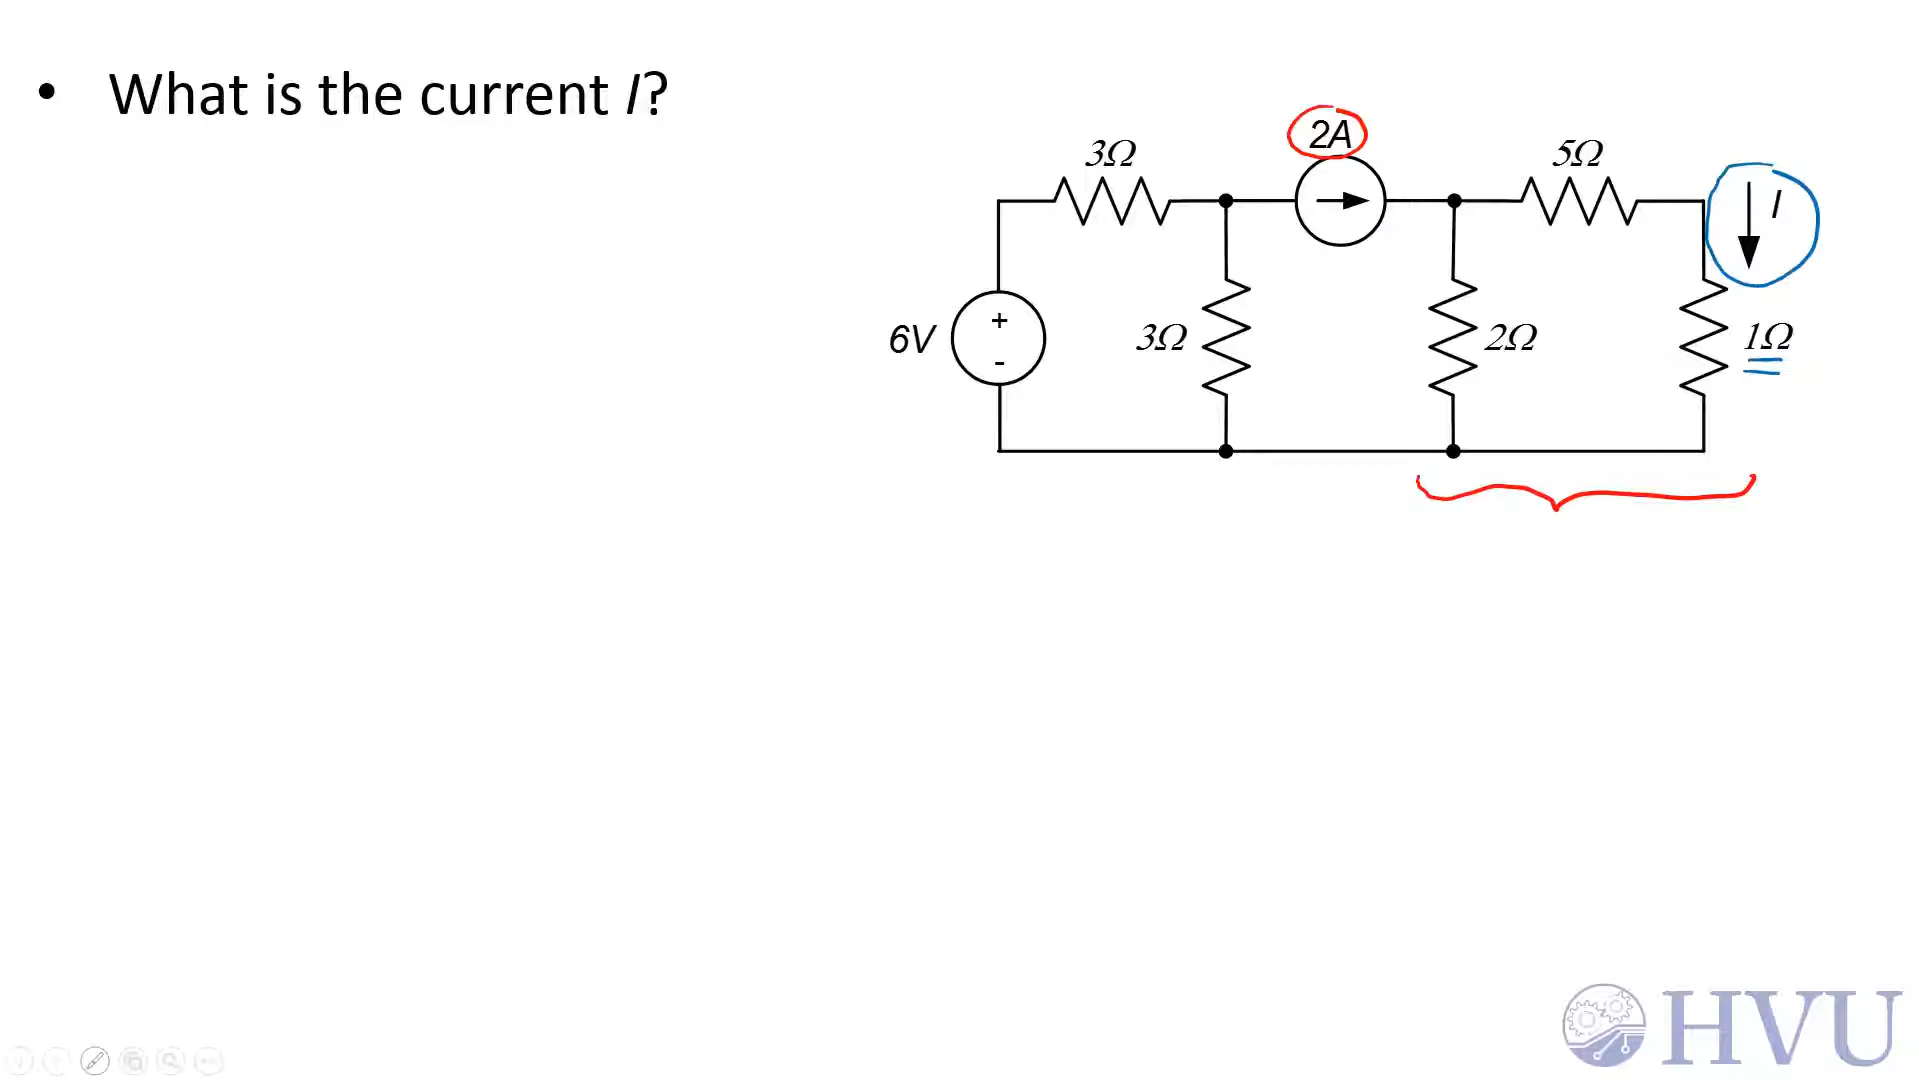 • What is the current I?
2A
3Ω
5Ω
I
6V
+
-
3Ω
2Ω
1Ω
HVU